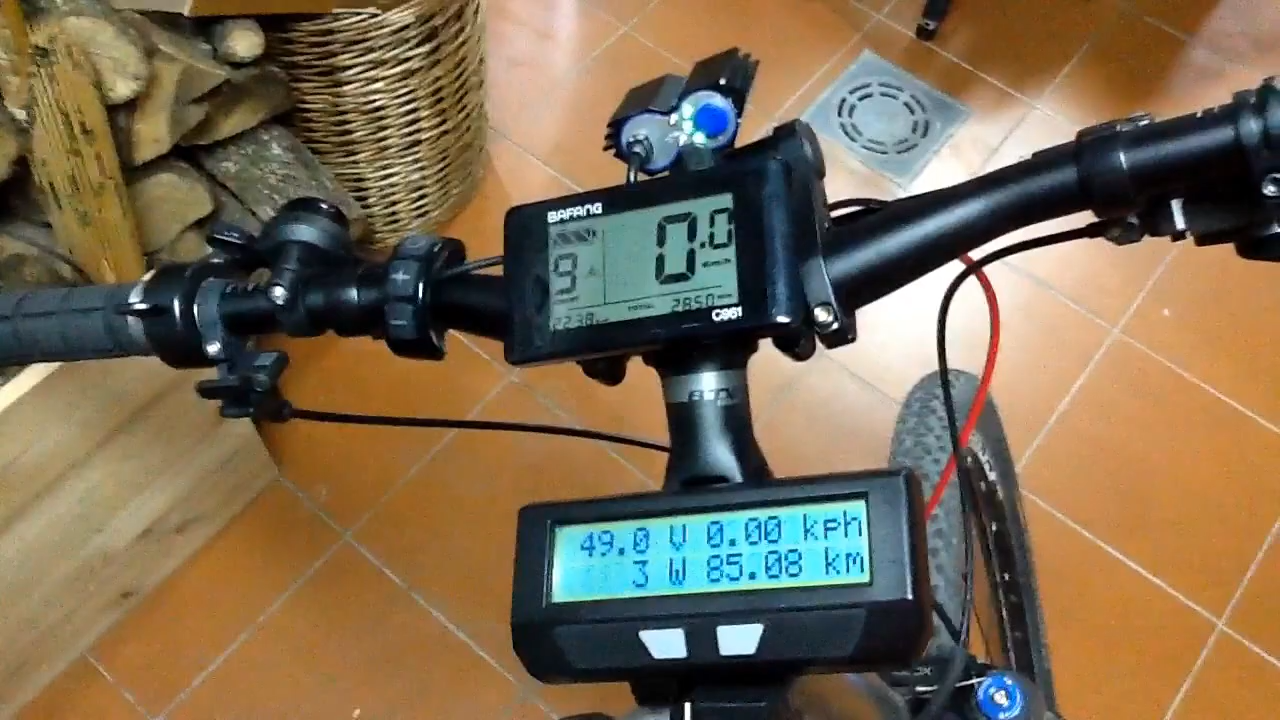 BAFANG
0.0
9
TOTAL 2850
2238
C961
49.0 V 0.00 kph
3 W 85.08 km